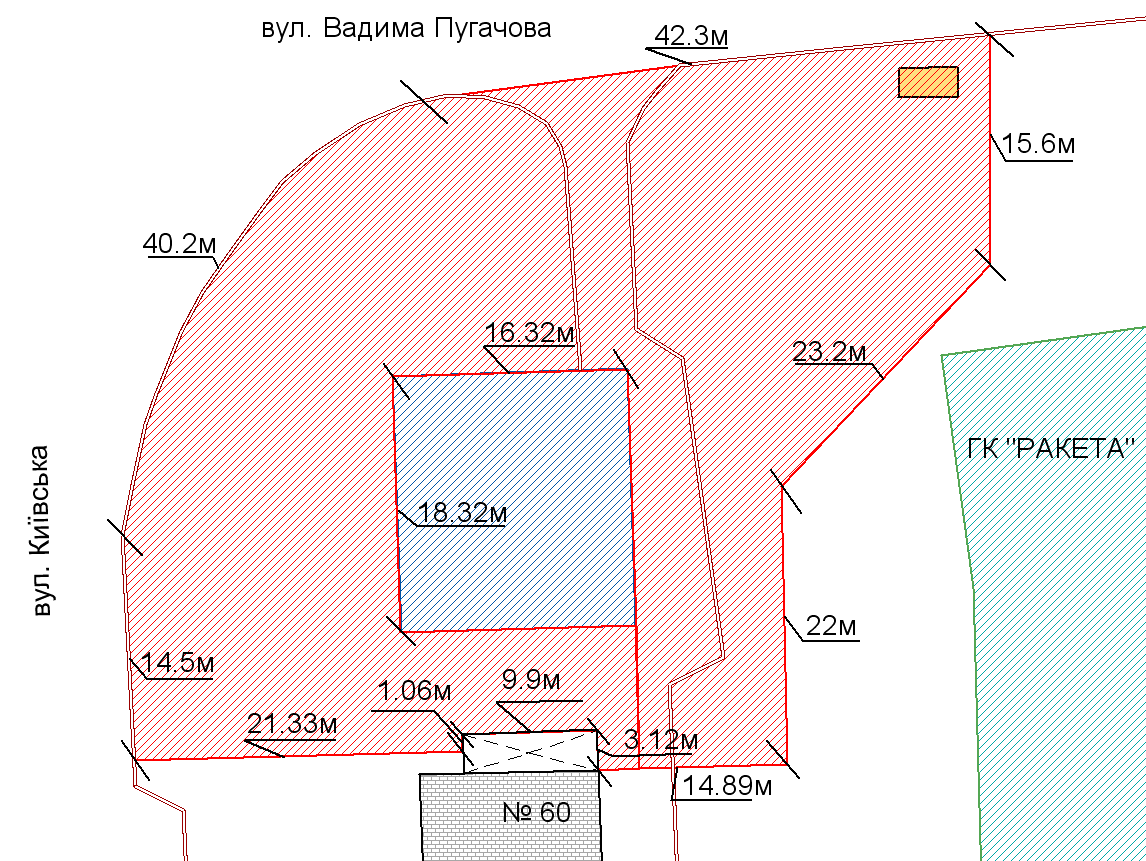 вул. Вадима Пугачова
42.3м
15.6м
40.2м
16.32м
23.2м
ГК "РАКЕТА"
18.32м
вул. Київська
22м
14.5м
1.06м
9.9м
21.33м
3.12м
14.89м
№ 60